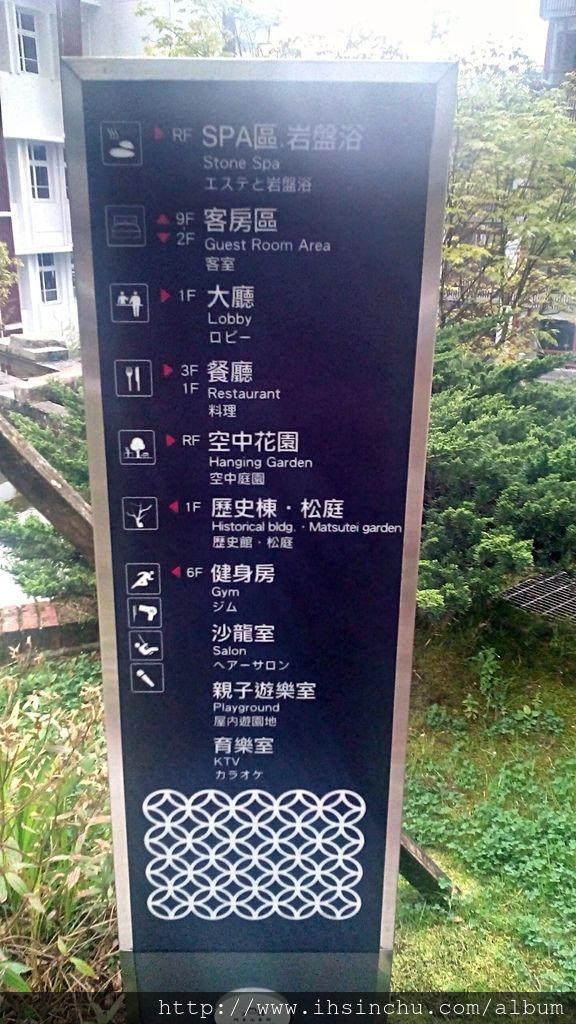 RF SPA區.岩盤浴
Stone Spa
エステと岩盤浴
9F 客房區
2F Guest Room Area
客室
1F 大廳
Lobby
ロビー
3F 餐廳
1F Restaurant
料理
RF 空中花園
Hanging Garden
空中庭園
1F 歷史棟・松庭
Historical bldg.・Matsutei garden
歴史館・松庭
6F 健身房
Gym
ジム
沙龍室
Salon
ヘアーサロン
親子遊樂室
Playground
屋内遊園地
育樂室
KTV
カラオケ
http://www.ihsinchu.com/album